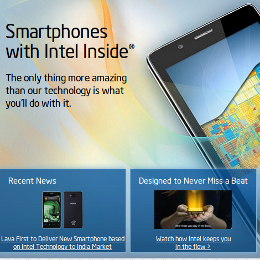 Smartphones
with Intel Inside®
The only thing more amazing
than our technology is what
you'll do with it.
Recent News
Lava First to Deliver New Smartphone based
on Intel Technology to India Market
Designed to Never Miss a Beat
Watch how Intel keeps you
in the flow >